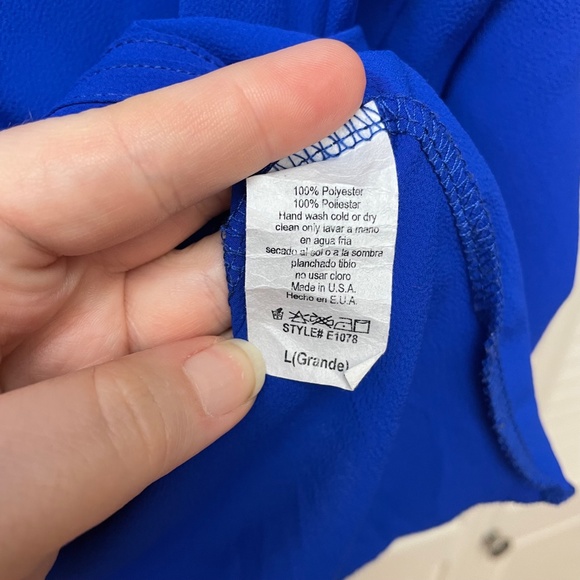 100% Polyester
100% Poliestar
Hand wash cold or dry
clean only lavar a mano
en agua fria
secado al sol o a la sombra
planchado tibio
no usar cloro
Made in U.S.A.
Hecho en E.U.A.
STYLE# E1078
L(Grande)